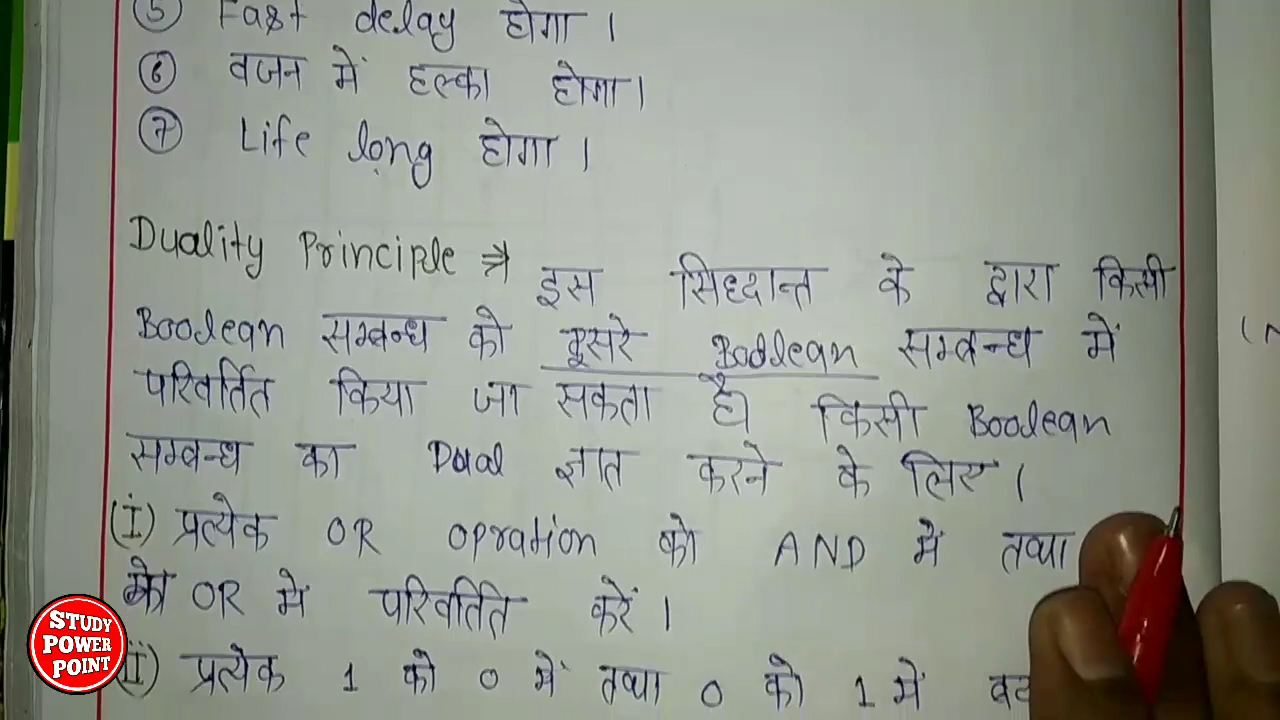 ⑤ Fast delay होगा ।
⑥ वजन में हल्का होगा।
⑦ Life long होगा ।
Duality Principle ⇒ इस सिध्दान्त के द्वारा किसी
Boolean सम्बन्ध को दूसरे Boolean सम्बन्ध में
परिवर्तित किया जा सकता है। किसी Boolean
सम्बन्ध का Dual ज्ञात करने के लिए ।
(I) प्रत्येक OR opration को AND में तथा
को OR में परिवर्तित करें ।
(II) प्रत्येक 1 को 0 में तथा 0 को 1 में
STUDY
POWER
POINT